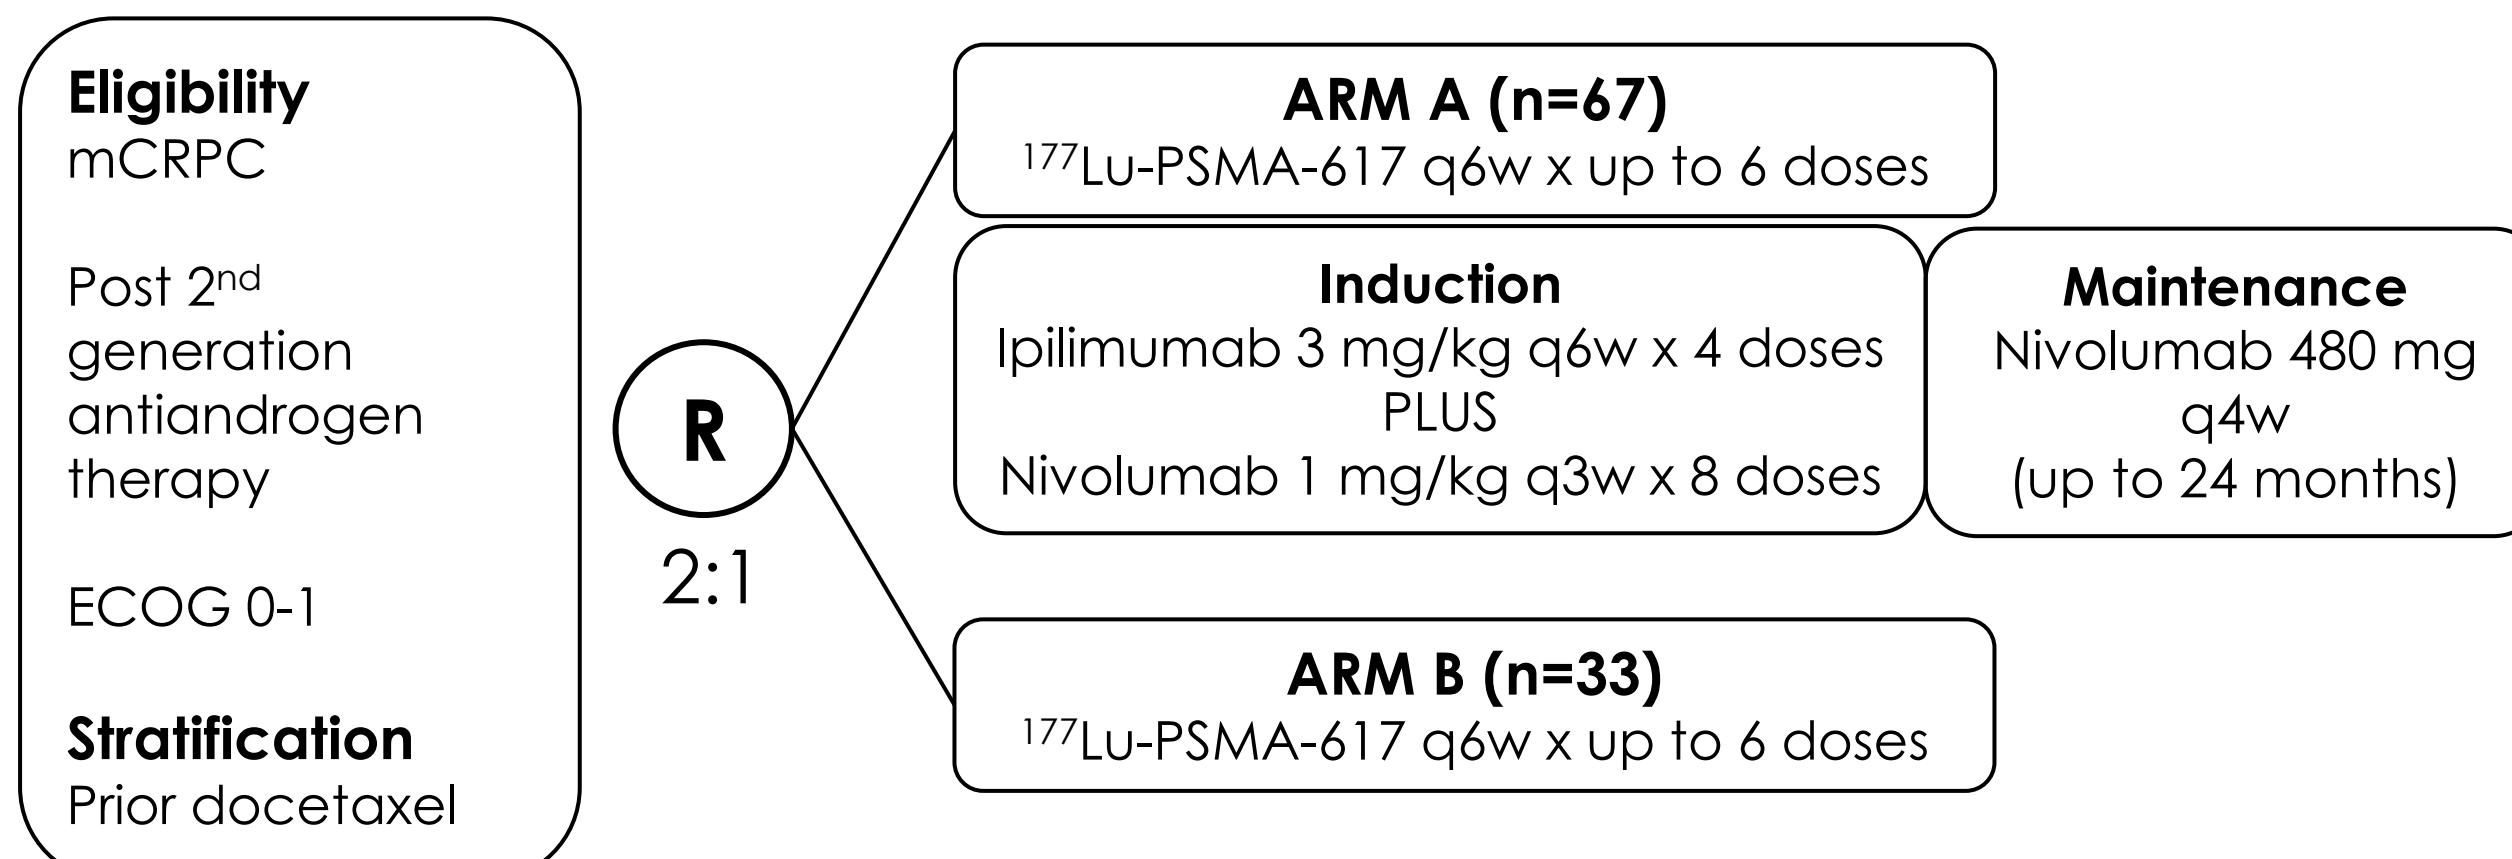 Eligibility
mCRPC
Post 2nd
generation
antiandrogen
therapy
ECOG 0-1
Stratification
Prior docetaxel
R
2:1
ARM A (n=67)
177Lu-PSMA-617 q6w x up to 6 doses
Induction
Ipilimumab 3 mg/kg q6w x 4 doses
PLUS
Nivolumab 1 mg/kg q3w x 8 doses
Maintenance
Nivolumab 480 mg
q4w
(up to 24 months)
ARM B (n=33)
177Lu-PSMA-617 q6w x up to 6 doses